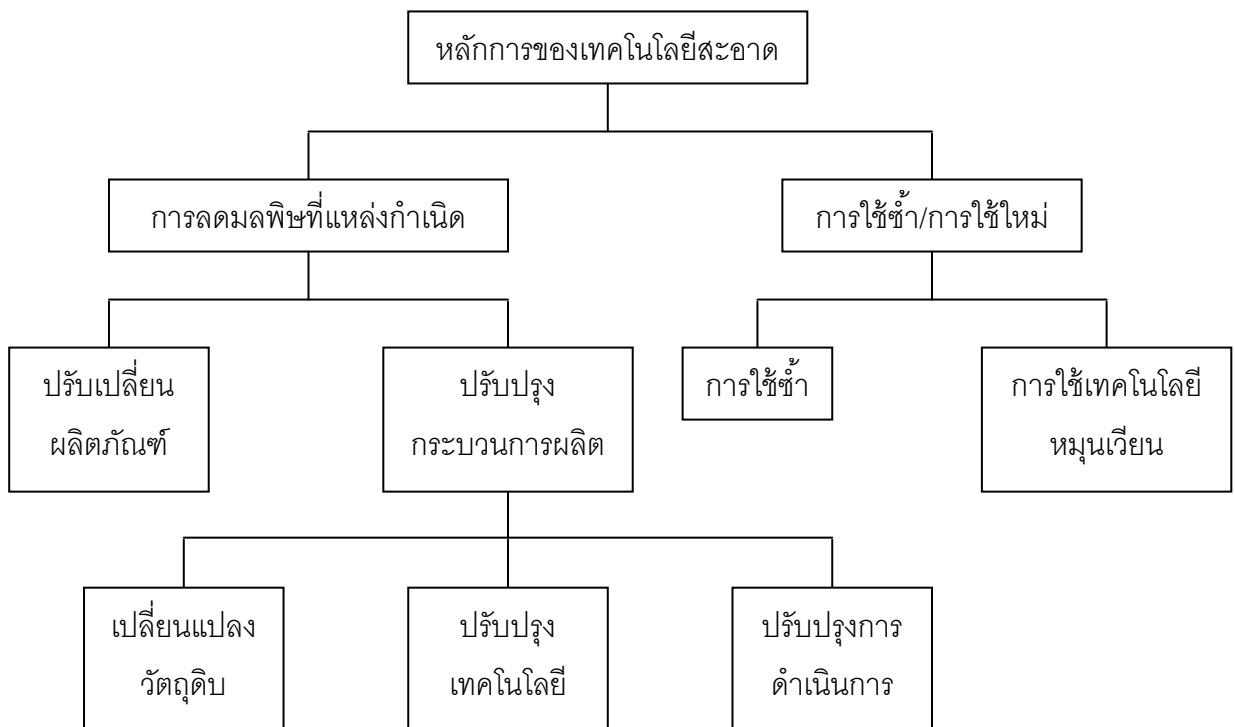 หลักการของเทคโนโลยีสะอาด
การลดมลพิษที่แหล่งกำเนิด
การใช้ซ้ำ/การใช้ใหม่
ปรับเปลี่ยน
ผลิตภัณฑ์
ปรับปรุง
กระบวนการผลิต
การใช้ซ้ำ
การใช้เทคโนโลยี
หมุนเวียน
เปลี่ยนแปลง
วัตถุดิบ
ปรับปรุง
เทคโนโลยี
ปรับปรุงการ
ดำเนินการ